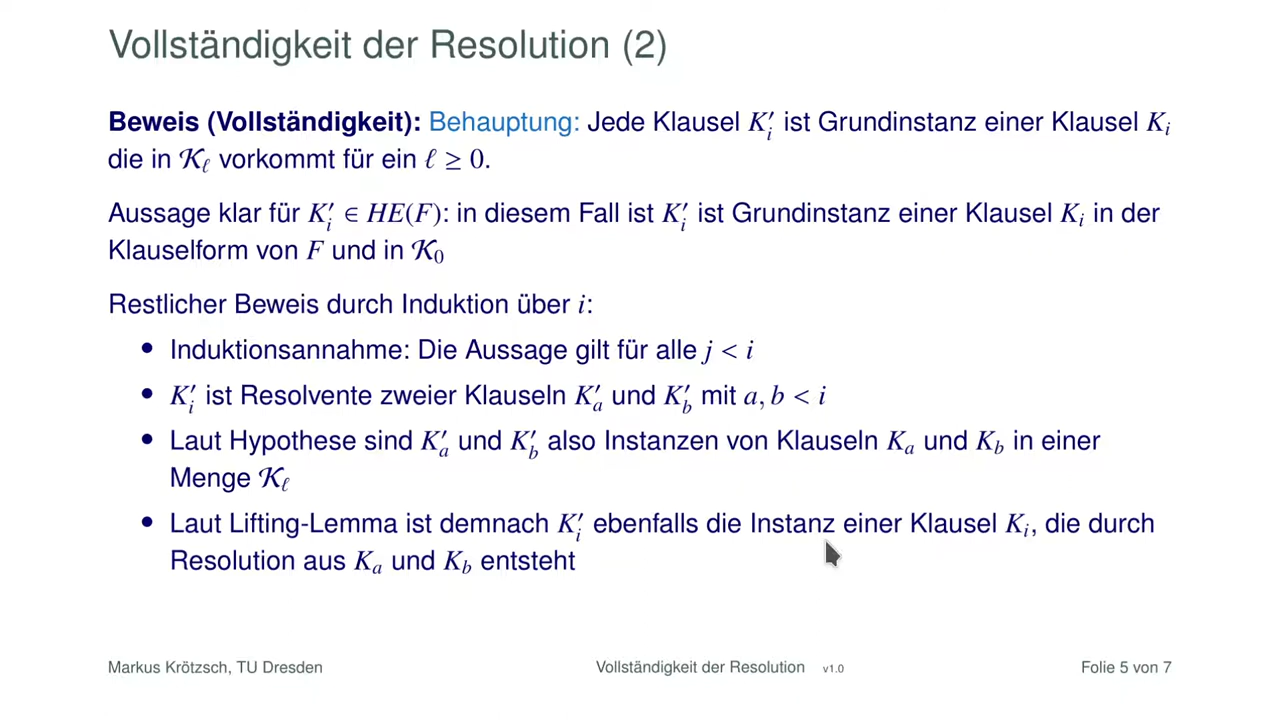 Vollständigkeit der Resolution (2)
Beweis (Vollständigkeit): Behauptung: Jede Klausel K′ᵢ ist Grundinstanz einer Klausel Kᵢ
die in 𝒦ℓ vorkommt für ein ℓ ≥ 0.
Aussage klar für K′ᵢ ∈ HE(F): in diesem Fall ist K′ᵢ ist Grundinstanz einer Klausel Kᵢ in der
Klauselform von F und in 𝒦₀
Restlicher Beweis durch Induktion über i:
• Induktionsannahme: Die Aussage gilt für alle j < i
• K′ᵢ ist Resolvente zweier Klauseln K′ₐ und K′_b mit a, b < i
• Laut Hypothese sind K′ₐ und K′_b also Instanzen von Klauseln Kₐ und K_b in einer
Menge 𝒦ℓ
• Laut Lifting-Lemma ist demnach K′ᵢ ebenfalls die Instanz einer Klausel Kᵢ, die durch
Resolution aus Kₐ und K_b entsteht
Markus Krötzsch, TU Dresden Vollständigkeit der Resolution v1.0 Folie 5 von 7